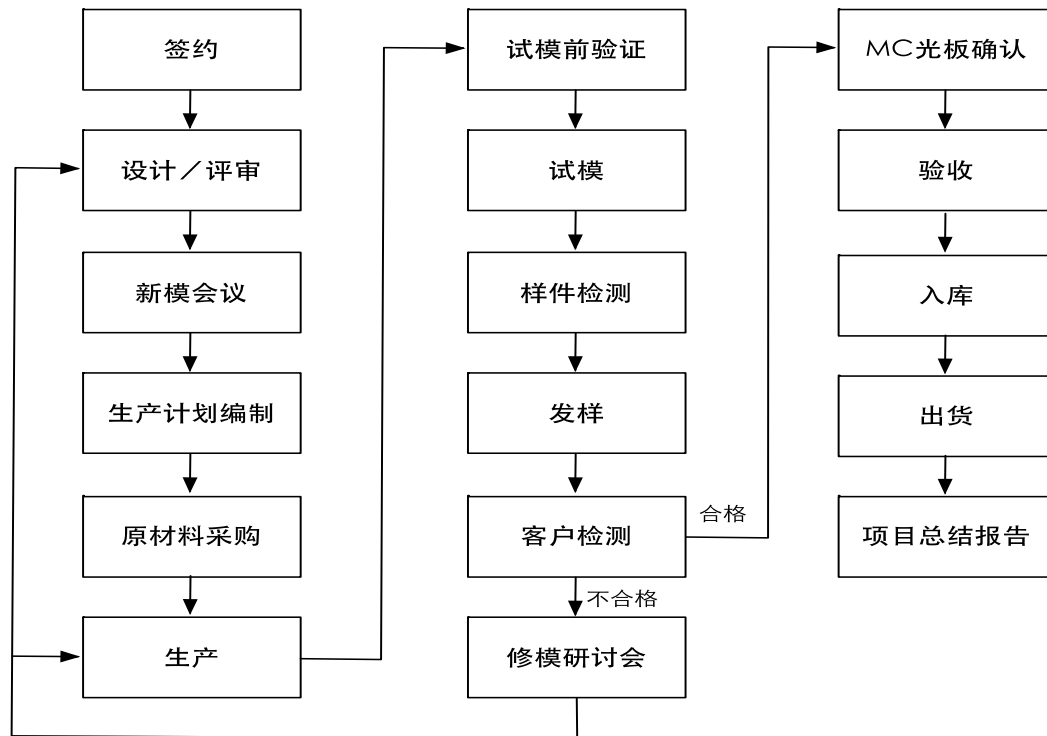 签约
设计／评审
新模会议
生产计划编制
原材料采购
生产
试模前验证
试模
样件检测
发样
客户检测
合格
不合格
修模研讨会
MC光板确认
验收
入库
出货
项目总结报告